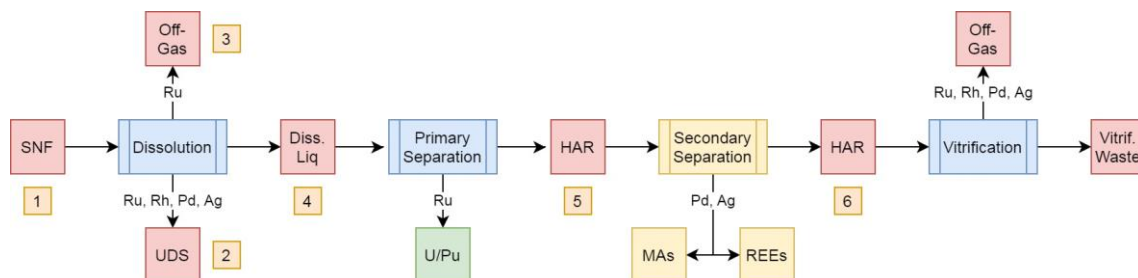 Off-
Gas
3
Ru
SNF
1
Dissolution
Ru, Rh, Pd, Ag
UDS
2
Diss.
Liq
4
Primary
Separation
Ru
U/Pu
HAR
5
Secondary
Separation
Pd, Ag
MAs
REEs
HAR
6
Off-
Gas
Ru, Rh, Pd, Ag
Vitrification
Vitrif.
Waste